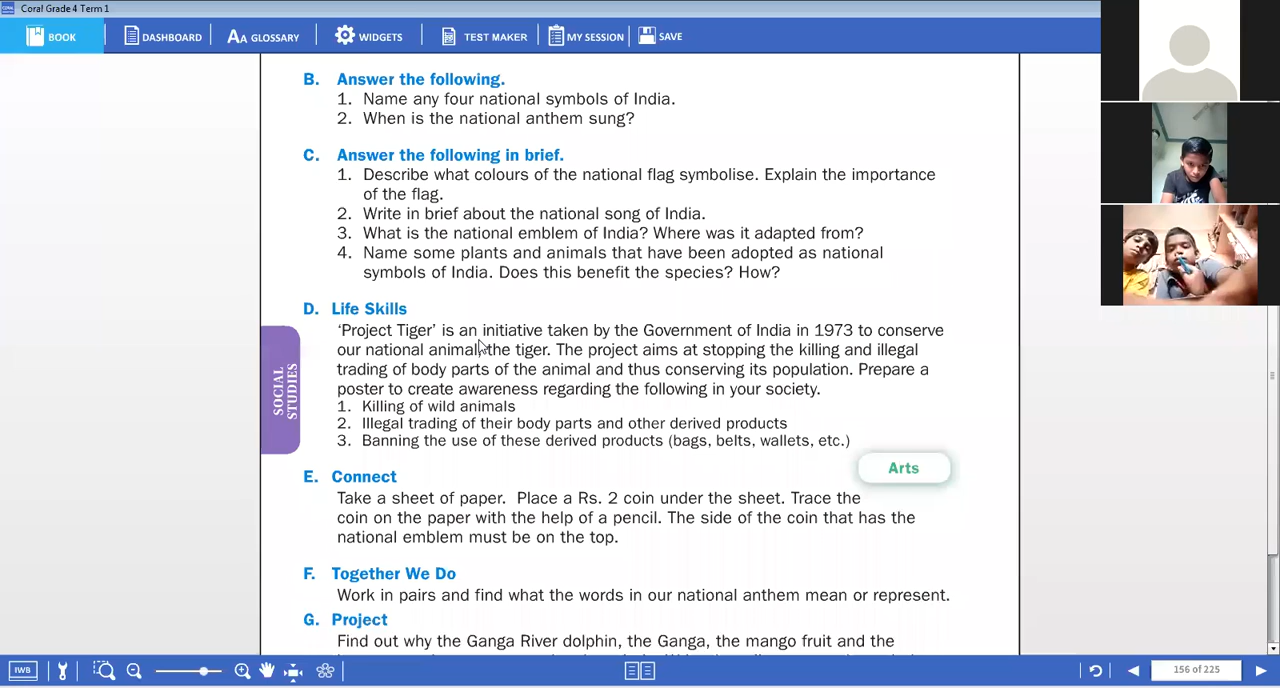 Coral Grade 4 Term 1
BOOK
DASHBOARD
AA GLOSSARY
WIDGETS
TEST MAKER
MY SESSION
SAVE
B. Answer the following.
1. Name any four national symbols of India.
2. When is the national anthem sung?
C. Answer the following in brief.
1. Describe what colours of the national flag symbolise. Explain the importance
of the flag.
2. Write in brief about the national song of India.
3. What is the national emblem of India? Where was it adapted from?
4. Name some plants and animals that have been adopted as national
symbols of India. Does this benefit the species? How?
D. Life Skills
‘Project Tiger’ is an initiative taken by the Government of India in 1973 to conserve
our national animal, the tiger. The project aims at stopping the killing and illegal
trading of body parts of the animal and thus conserving its population. Prepare a
poster to create awareness regarding the following in your society.
1. Killing of wild animals
2. Illegal trading of their body parts and other derived products
3. Banning the use of these derived products (bags, belts, wallets, etc.)
SOCIAL
STUDIES
Arts
E. Connect
Take a sheet of paper. Place a Rs. 2 coin under the sheet. Trace the
coin on the paper with the help of a pencil. The side of the coin that has the
national emblem must be on the top.
F. Together We Do
Work in pairs and find what the words in our national anthem mean or represent.
G. Project
Find out why the Ganga River dolphin, the Ganga, the mango fruit and the
IWB
156 of 225